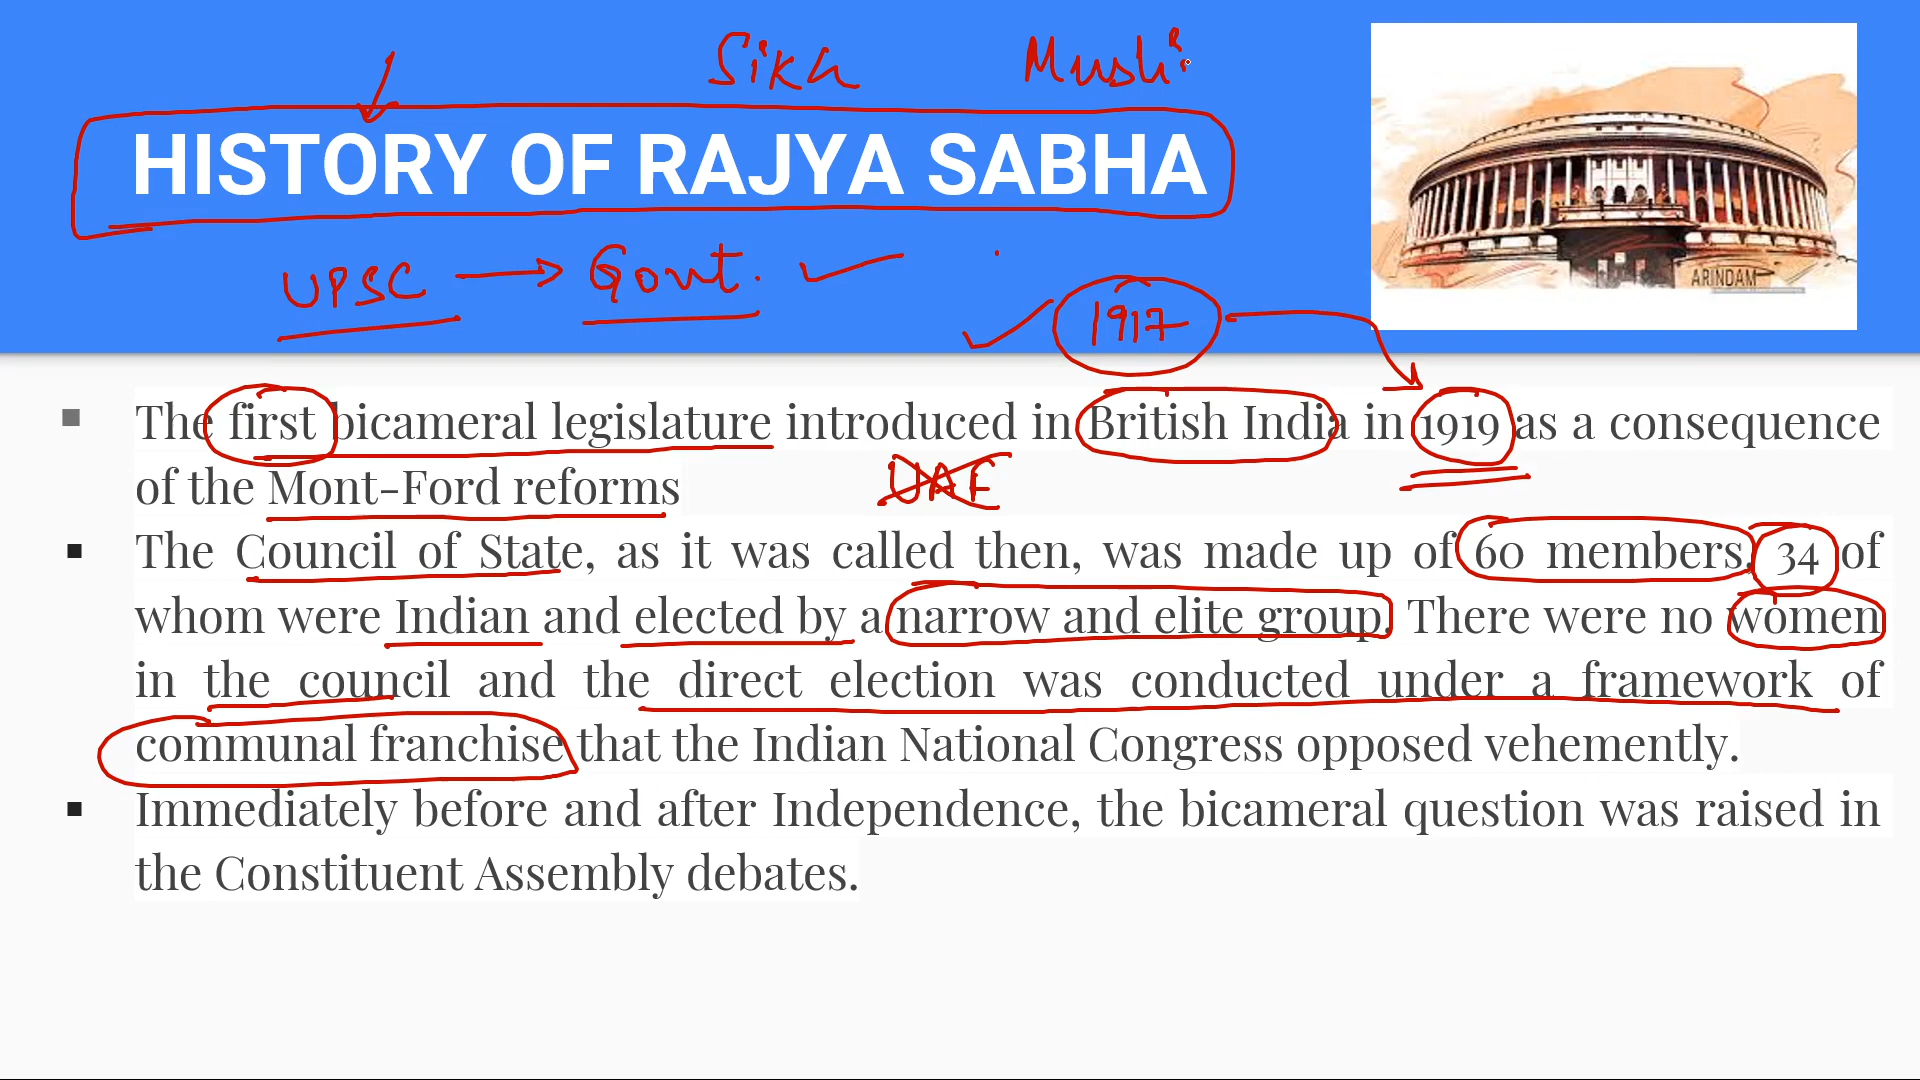 Sikh Musli
HISTORY OF RAJYA SABHA
UPSC → Govt.
1917
ARINDAM
▪ The first bicameral legislature introduced in British India in 1919 as a consequence
of the Mont-Ford reforms
UAE
▪ The Council of State, as it was called then, was made up of 60 members, 34 of
whom were Indian and elected by a narrow and elite group. There were no women
in the council and the direct election was conducted under a framework of
communal franchise that the Indian National Congress opposed vehemently.
▪ Immediately before and after Independence, the bicameral question was raised in
the Constituent Assembly debates.